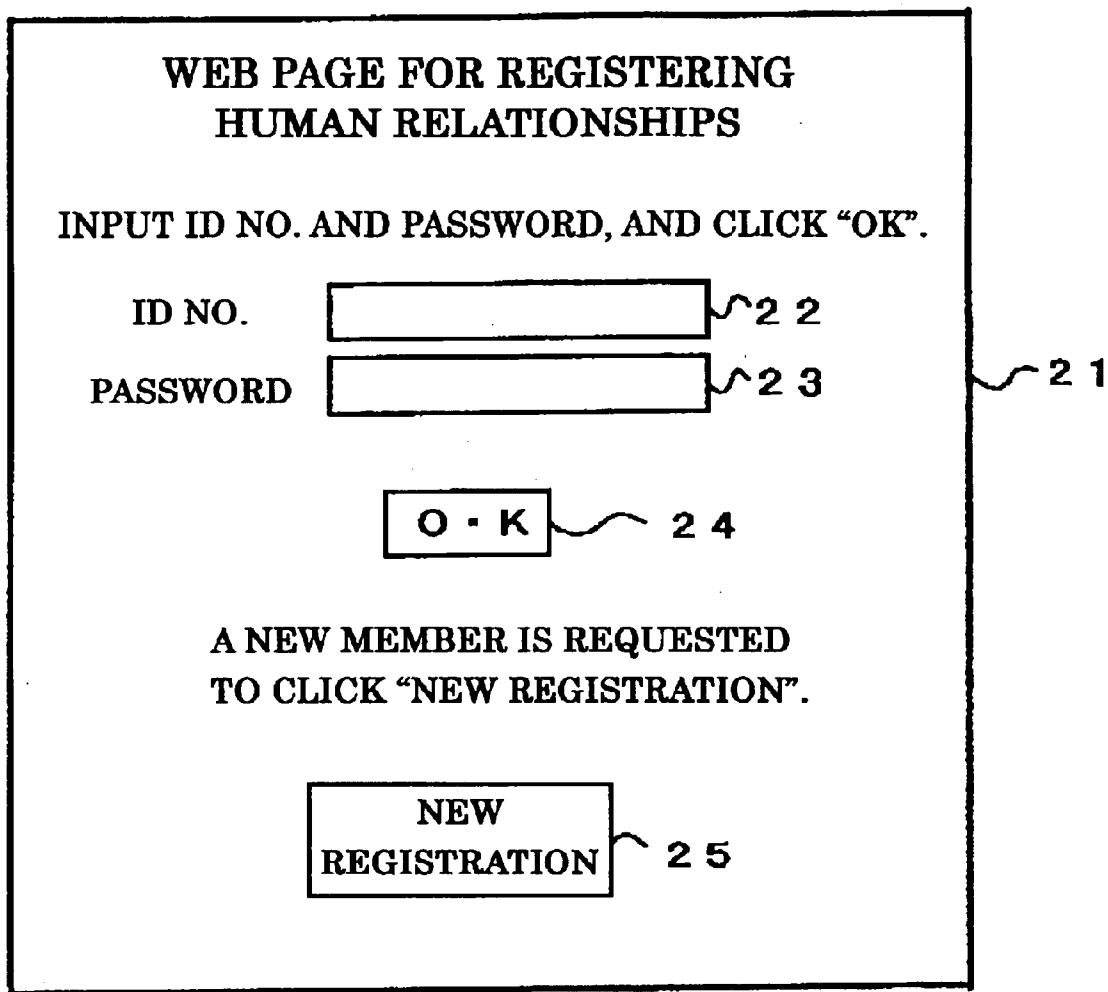 WEB PAGE FOR REGISTERING
HUMAN RELATIONSHIPS
INPUT ID NO. AND PASSWORD, AND CLICK “OK”.
ID NO. 22
PASSWORD 23
21
O · K 24
A NEW MEMBER IS REQUESTED
TO CLICK “NEW REGISTRATION”.
NEW
REGISTRATION 25